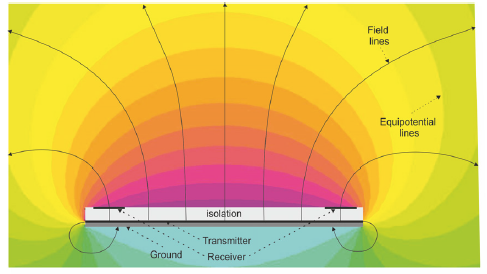 Field
lines
Equipotential
lines
isolation
Transmitter
Ground
Receiver